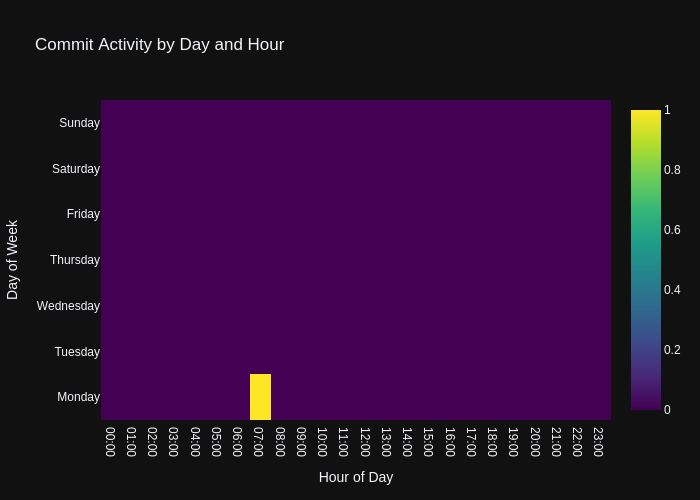 Commit Activity by Day and Hour
Sunday
Saturday
Friday
Thursday
Wednesday
Tuesday
Monday
Day of Week
00:00 01:00 02:00 03:00 04:00 05:00 06:00 07:00 08:00 09:00 10:00 11:00 12:00 13:00 14:00 15:00 16:00 17:00 18:00 19:00 20:00 21:00 22:00 23:00
Hour of Day
1
0.8
0.6
0.4
0.2
0